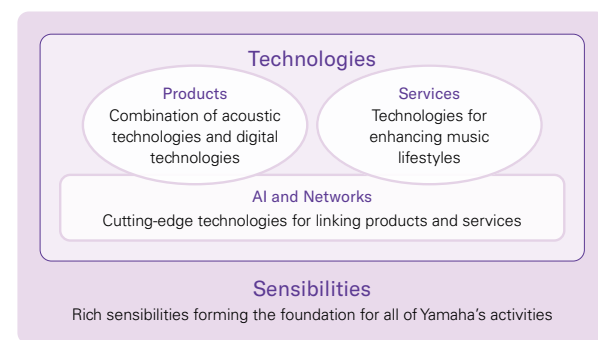 Technologies
Products
Combination of acoustic
technologies and digital
technologies
Services
Technologies for
enhancing music
lifestyles
AI and Networks
Cutting-edge technologies for linking products and services
Sensibilities
Rich sensibilities forming the foundation for all of Yamaha's activities